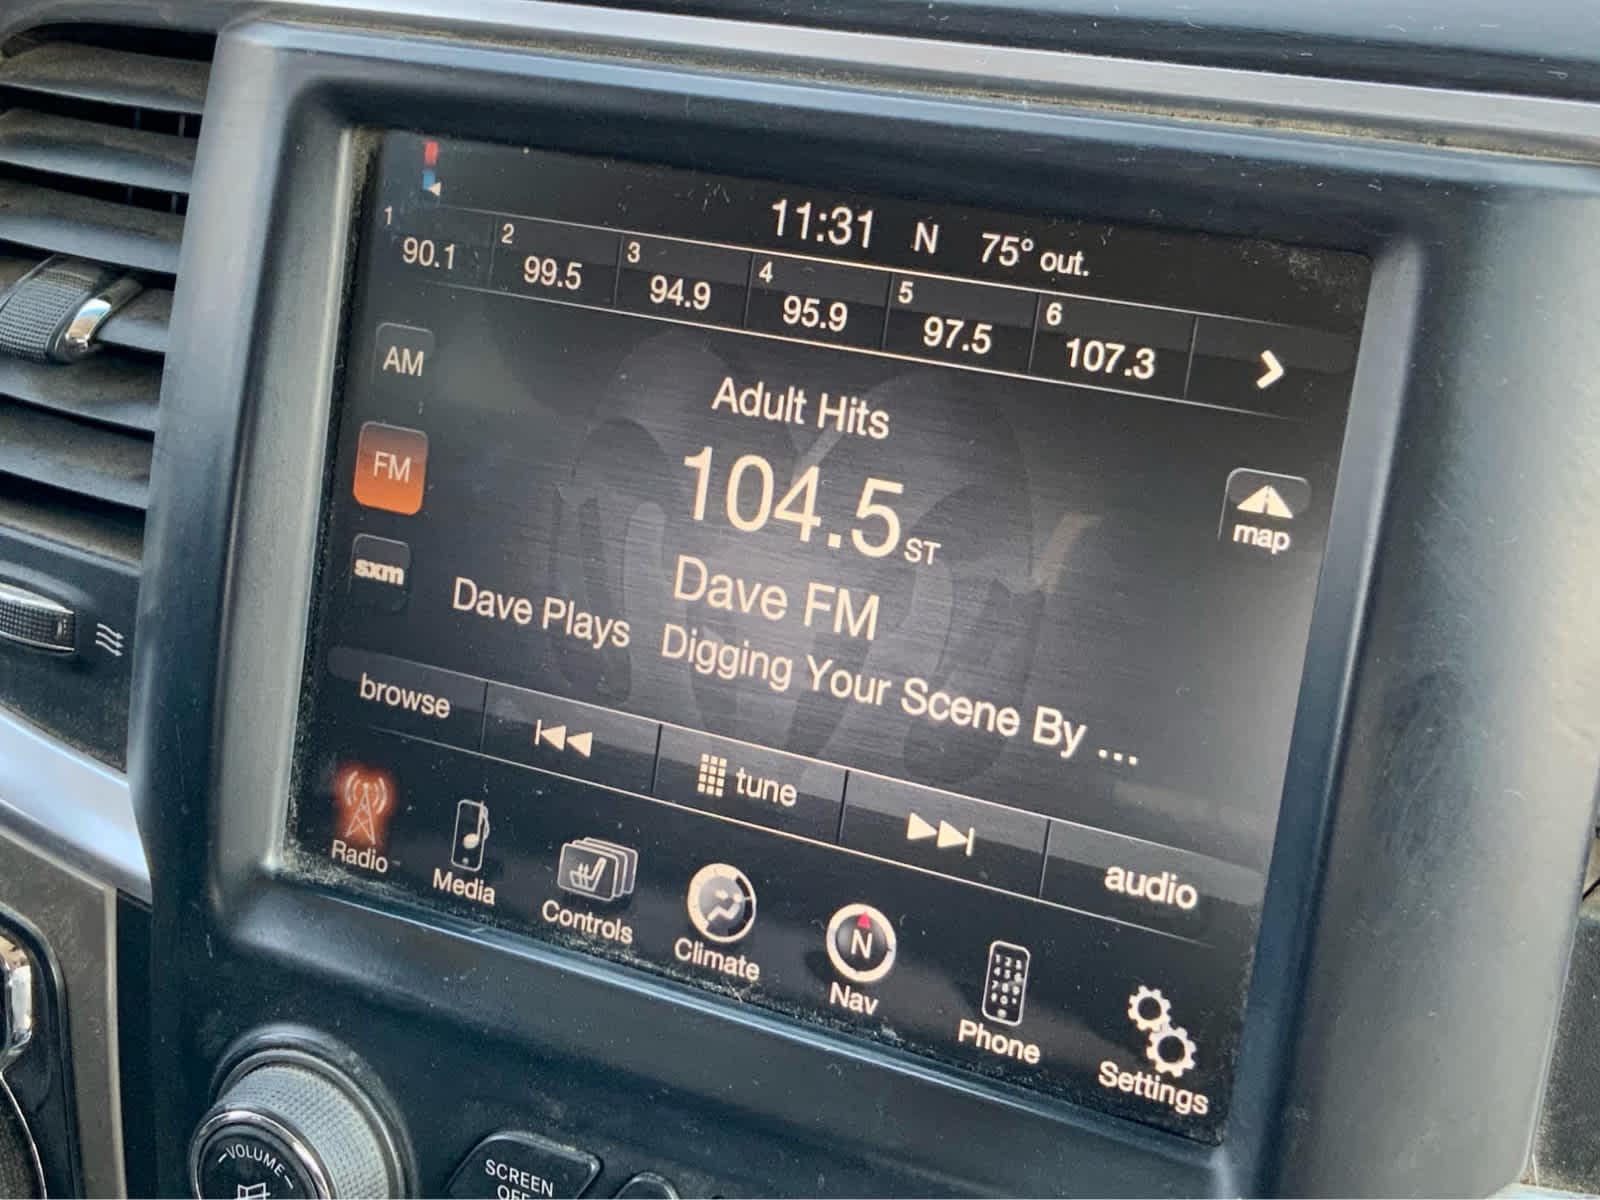 11:31 N 75° out.
1 90.1 2 99.5 3 94.9 4 95.9 5 97.5 6 107.3
AM
Adult Hits
FM
104.5 ST
map
sxm
Dave FM
Dave Plays Digging Your Scene By ...
browse tune audio
Radio Media Controls Climate N Nav Phone Settings
VOLUME
SCREEN
OFF